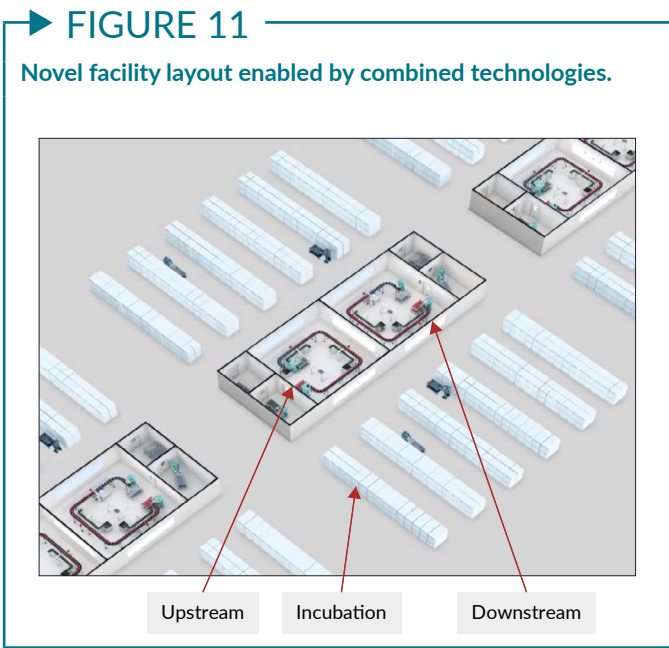 FIGURE 11
Novel facility layout enabled by combined technologies.
Upstream
Incubation
Downstream